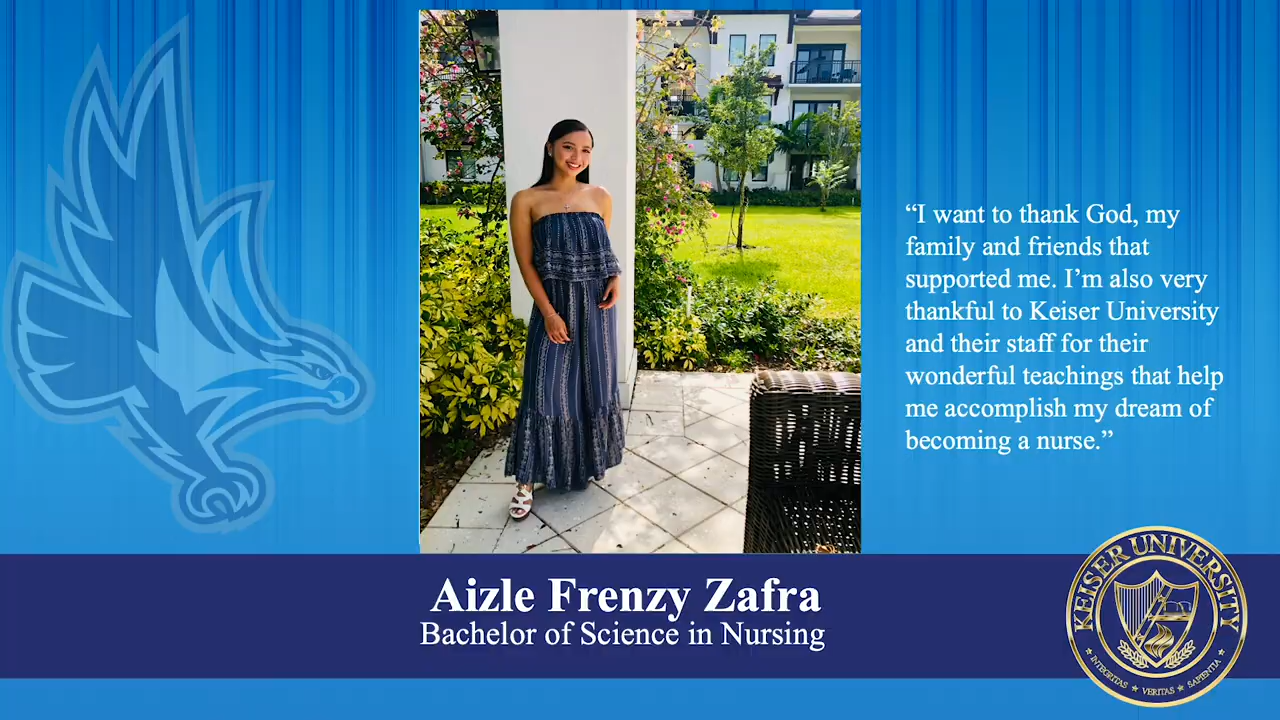 “I want to thank God, my
family and friends that
supported me. I’m also very
thankful to Keiser University
and their staff for their
wonderful teachings that help
me accomplish my dream of
becoming a nurse.”
Aizle Frenzy Zafra
Bachelor of Science in Nursing
KEISER UNIVERSITY
INTEGRITAS ★ VERITAS ★ SAPIENTIA